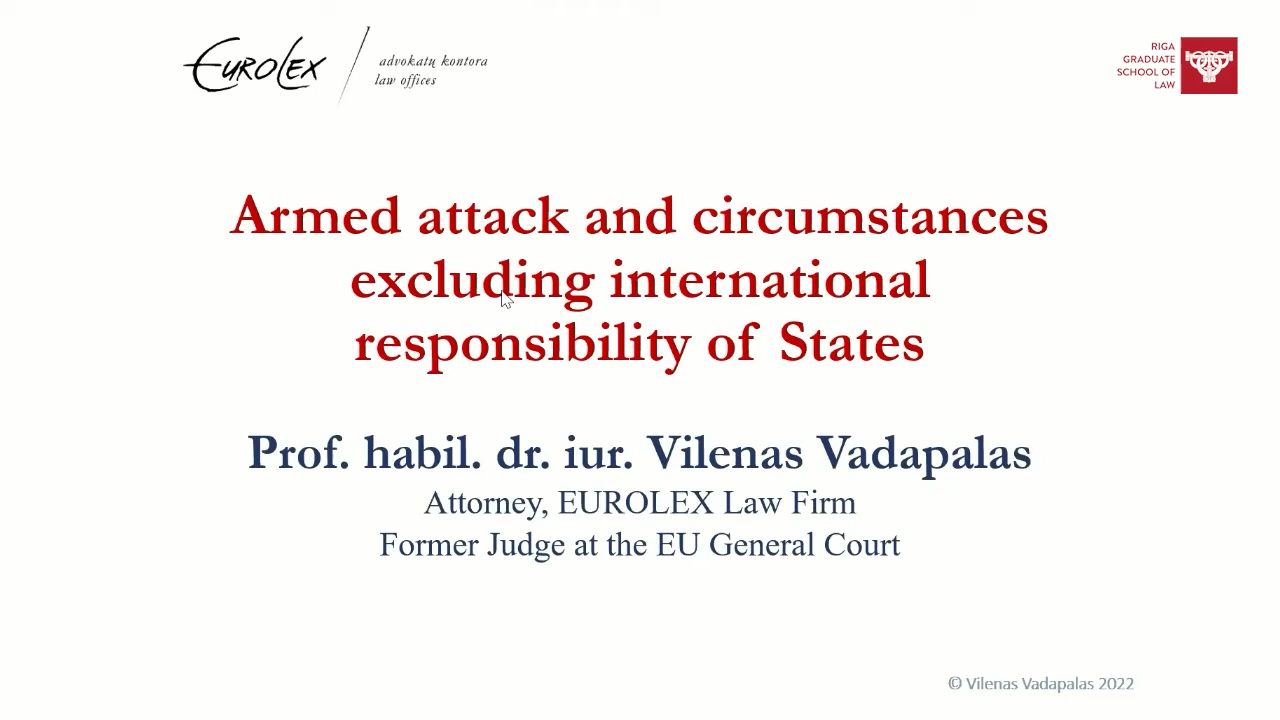 EUROLEX
advokatų kontora
law offices
RIGA
GRADUATE
SCHOOL OF
LAW
Armed attack and circumstances
excluding international
responsibility of States
Prof. habil. dr. iur. Vilenas Vadapalas
Attorney, EUROLEX Law Firm
Former Judge at the EU General Court
© Vilenas Vadapalas 2022